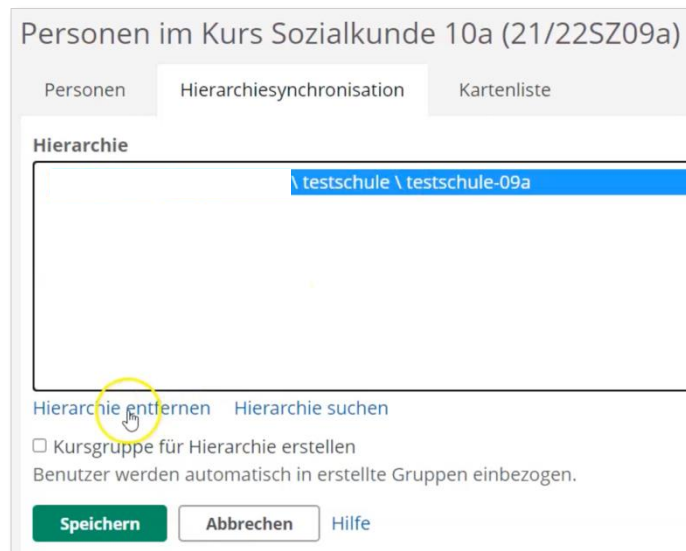 Personen im Kurs Sozialkunde 10a (21/22SZ09a)
Personen Hierarchiesynchronisation Kartenliste
Hierarchie
\ testschule \ testschule-09a
Hierarchie entfernen Hierarchie suchen
Kursgruppe für Hierarchie erstellen
Benutzer werden automatisch in erstellte Gruppen einbezogen.
Speichern Abbrechen Hilfe